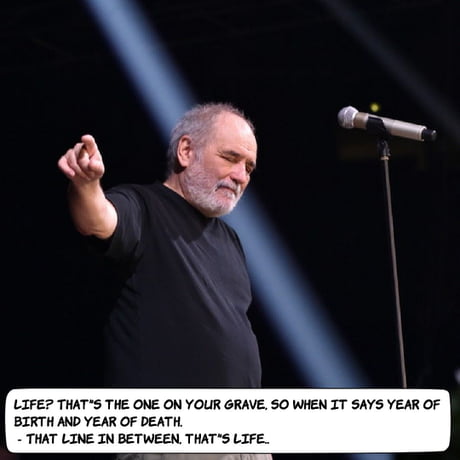 LIFE? THAT"S THE ONE ON YOUR GRAVE, SO WHEN IT SAYS YEAR OF
BIRTH AND YEAR OF DEATH.
- THAT LINE IN BETWEEN, THAT"S LIFE..